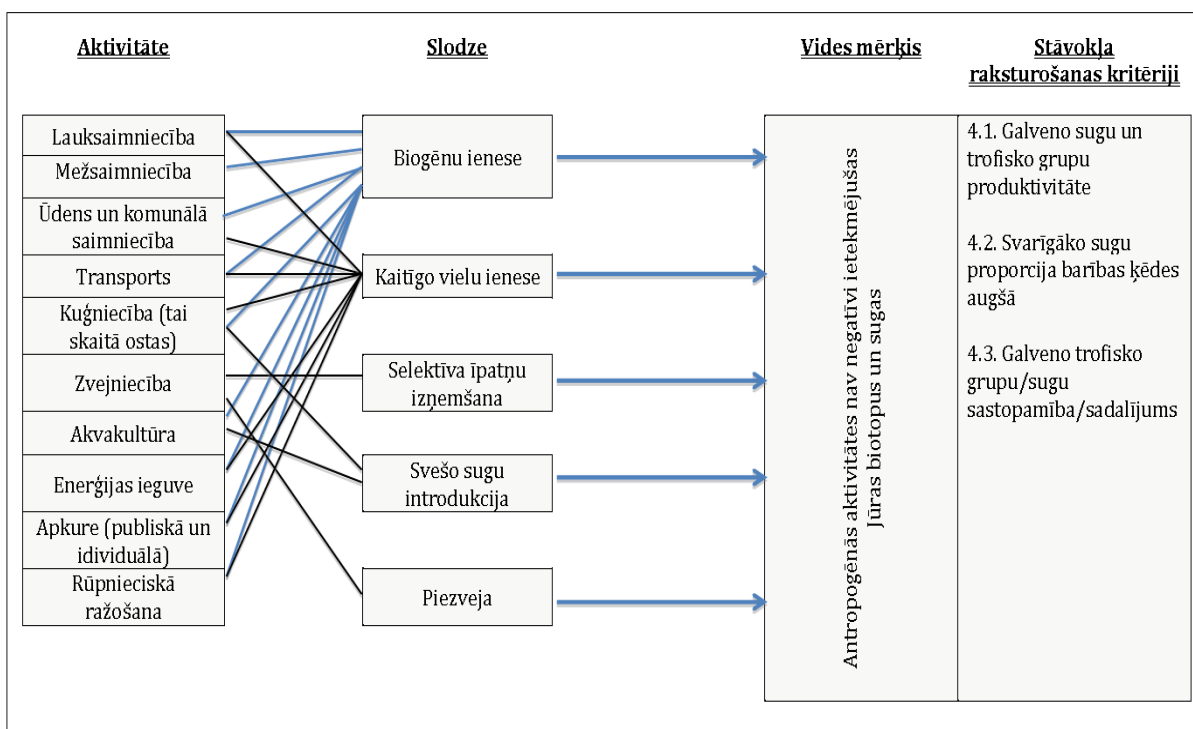 Aktivitāte
Slodze
Vides mērķis
Stāvokļa
raksturošanas kritēriji
Lauksaimniecība
Mežsaimniecība
Ūdens un komunālā
saimniecība
Transports
Kuģniecība (tai
skaitā ostas)
Zvejniecība
Akvakultūra
Enerģijas ieguve
Apkure (publiskā un
idividuālā)
Rūpnieciskā
ražošana
Biogēnu ienese
Kaitīgo vielu ienese
Selektīva īpatņu
izņemšana
Svešo sugu
introdukcija
Piezveja
Antropogēnās aktivitātes nav negatīvi ietekmējušas
Jūras biotopus un sugas
4.1. Galveno sugu un
trofisko grupu
produktivitāte
4.2. Svarīgāko sugu
proporcija barības ķēdes
augšā
4.3. Galveno trofisko
grupu/sugu
sastopamība/sadalījums